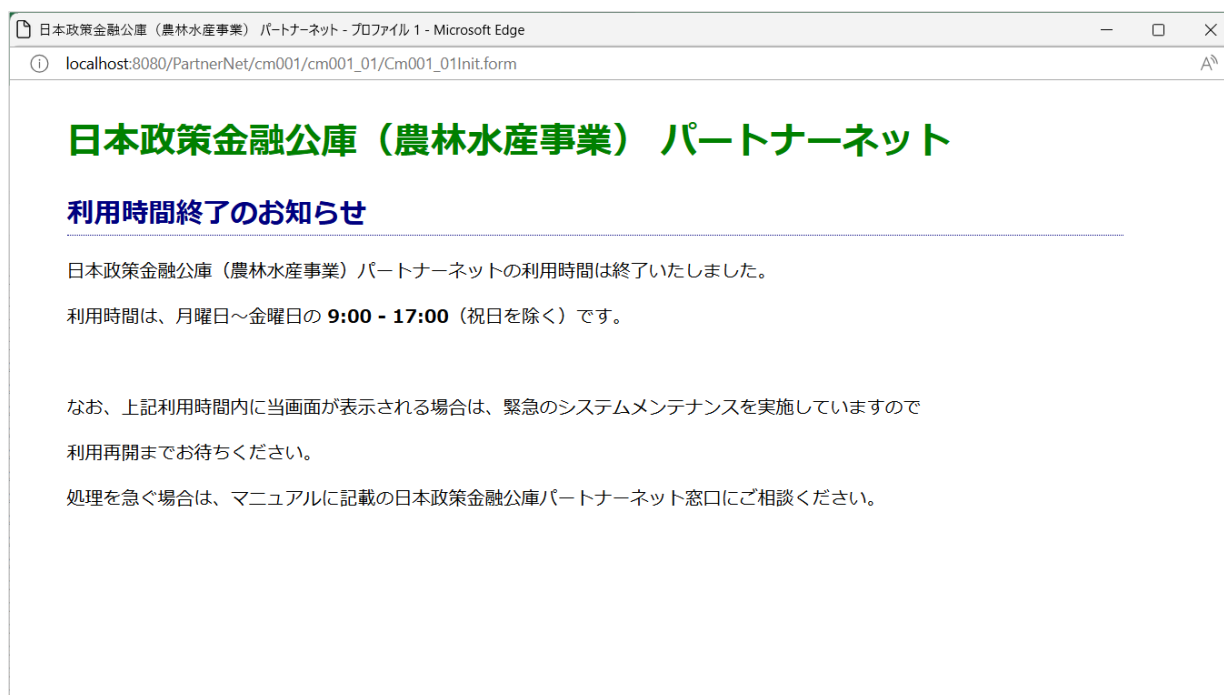 日本政策金融公庫（農林水産事業） パートナーネット - プロファイル 1 - Microsoft Edge
localhost:8080/PartnerNet/cm001/cm001_01/Cm001_01Init.form
日本政策金融公庫（農林水産事業） パートナーネット
利用時間終了のお知らせ
日本政策金融公庫（農林水産事業）パートナーネットの利用時間は終了いたしました。
利用時間は、月曜日～金曜日の 9:00 - 17:00（祝日を除く）です。
なお、上記利用時間内に当画面が表示される場合は、緊急のシステムメンテナンスを実施していますので
利用再開までお待ちください。
処理を急ぐ場合は、マニュアルに記載の日本政策金融公庫パートナーネット窓口にご相談ください。